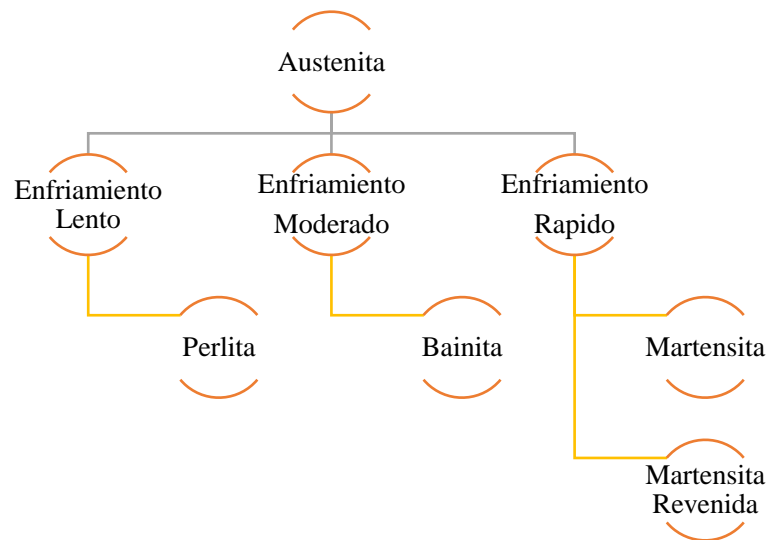 Austenita
Enfriamiento
Lento
Enfriamiento
Moderado
Enfriamiento
Rapido
Perlita
Bainita
Martensita
Martensita
Revenida